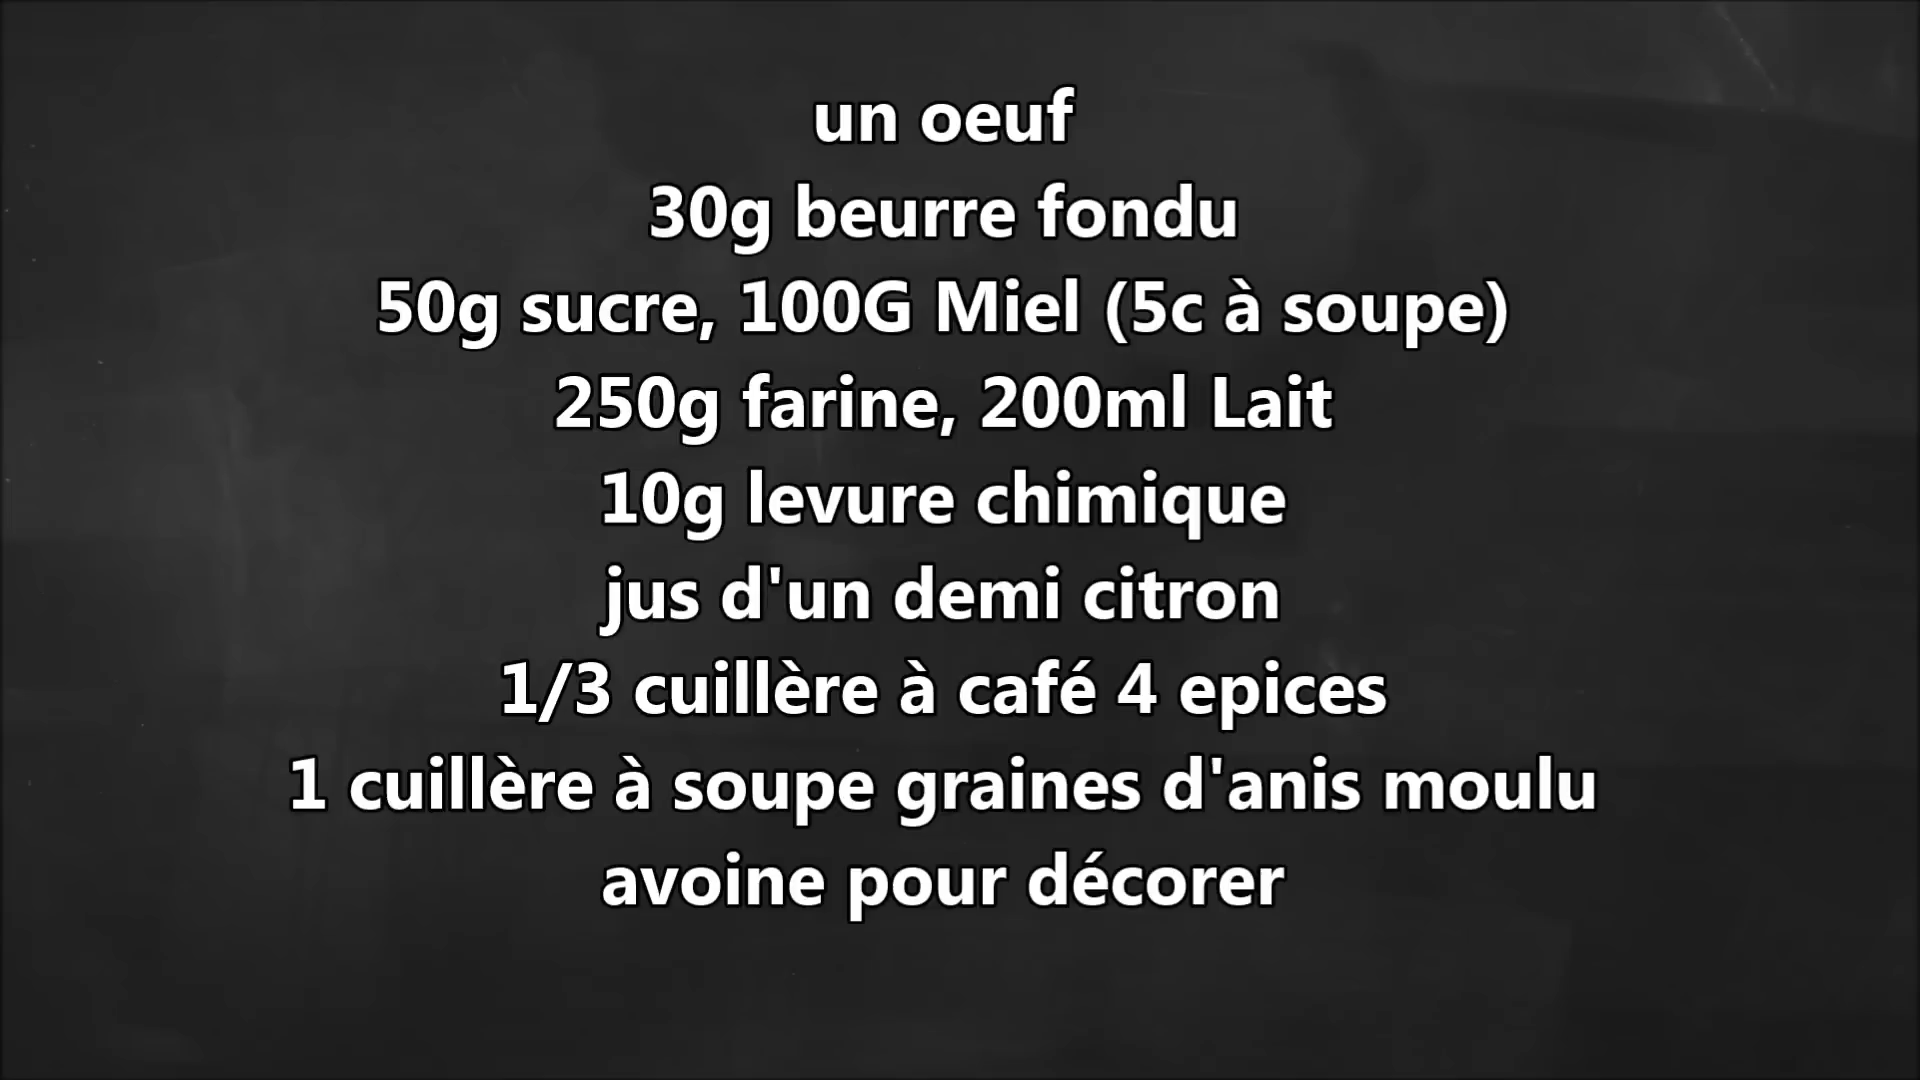 un oeuf
30g beurre fondu
50g sucre, 100G Miel (5c à soupe)
250g farine, 200ml Lait
10g levure chimique
jus d'un demi citron
1/3 cuillère à café 4 epices
1 cuillère à soupe graines d'anis moulu
avoine pour décorer